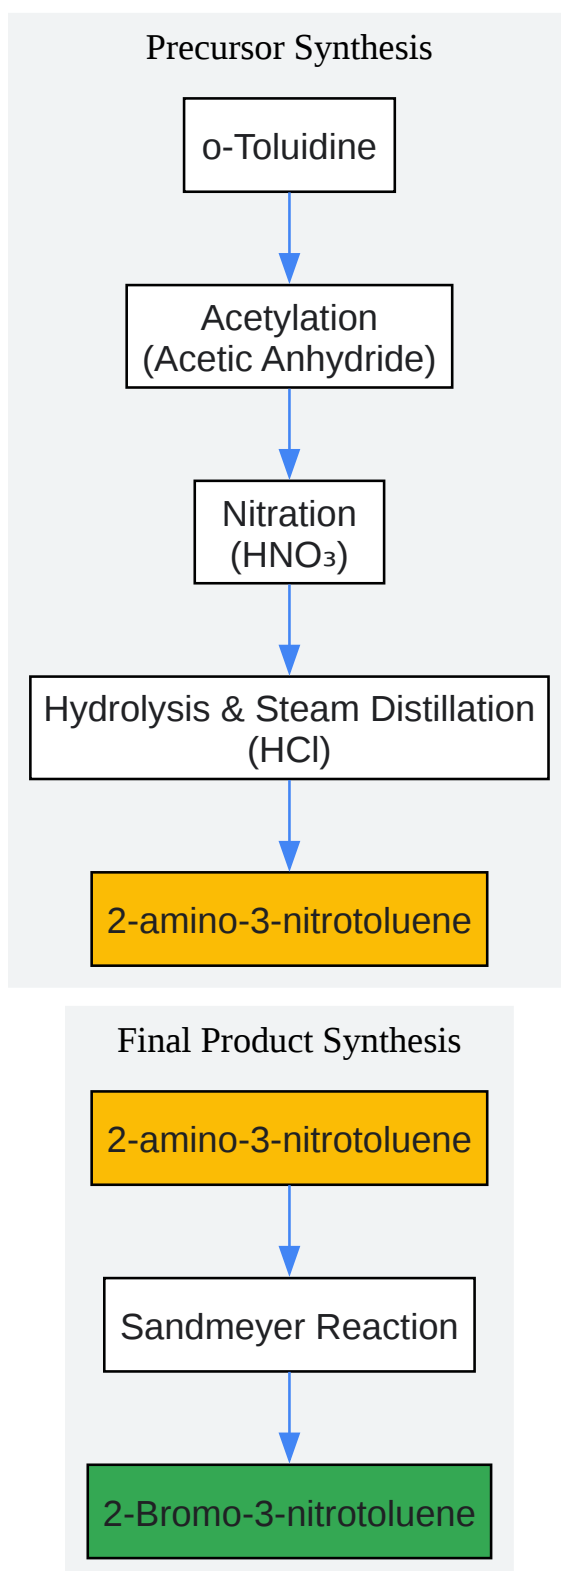 Precursor Synthesis
o-Toluidine
Acetylation
(Acetic Anhydride)
Nitration
(HNO₃)
Hydrolysis & Steam Distillation
(HCl)
2-amino-3-nitrotoluene
Final Product Synthesis
2-amino-3-nitrotoluene
Sandmeyer Reaction
2-Bromo-3-nitrotoluene